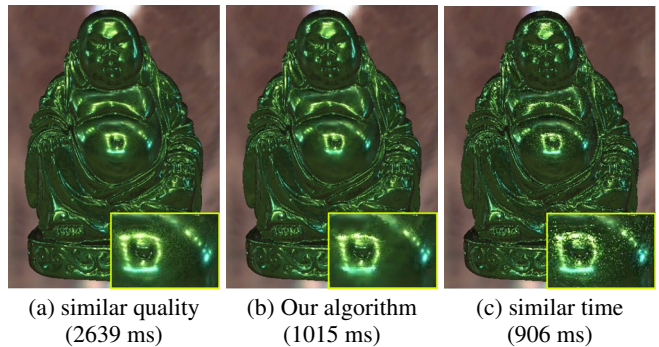 (a) similar quality
(2639 ms)
(b) Our algorithm
(1015 ms)
(c) similar time
(906 ms)